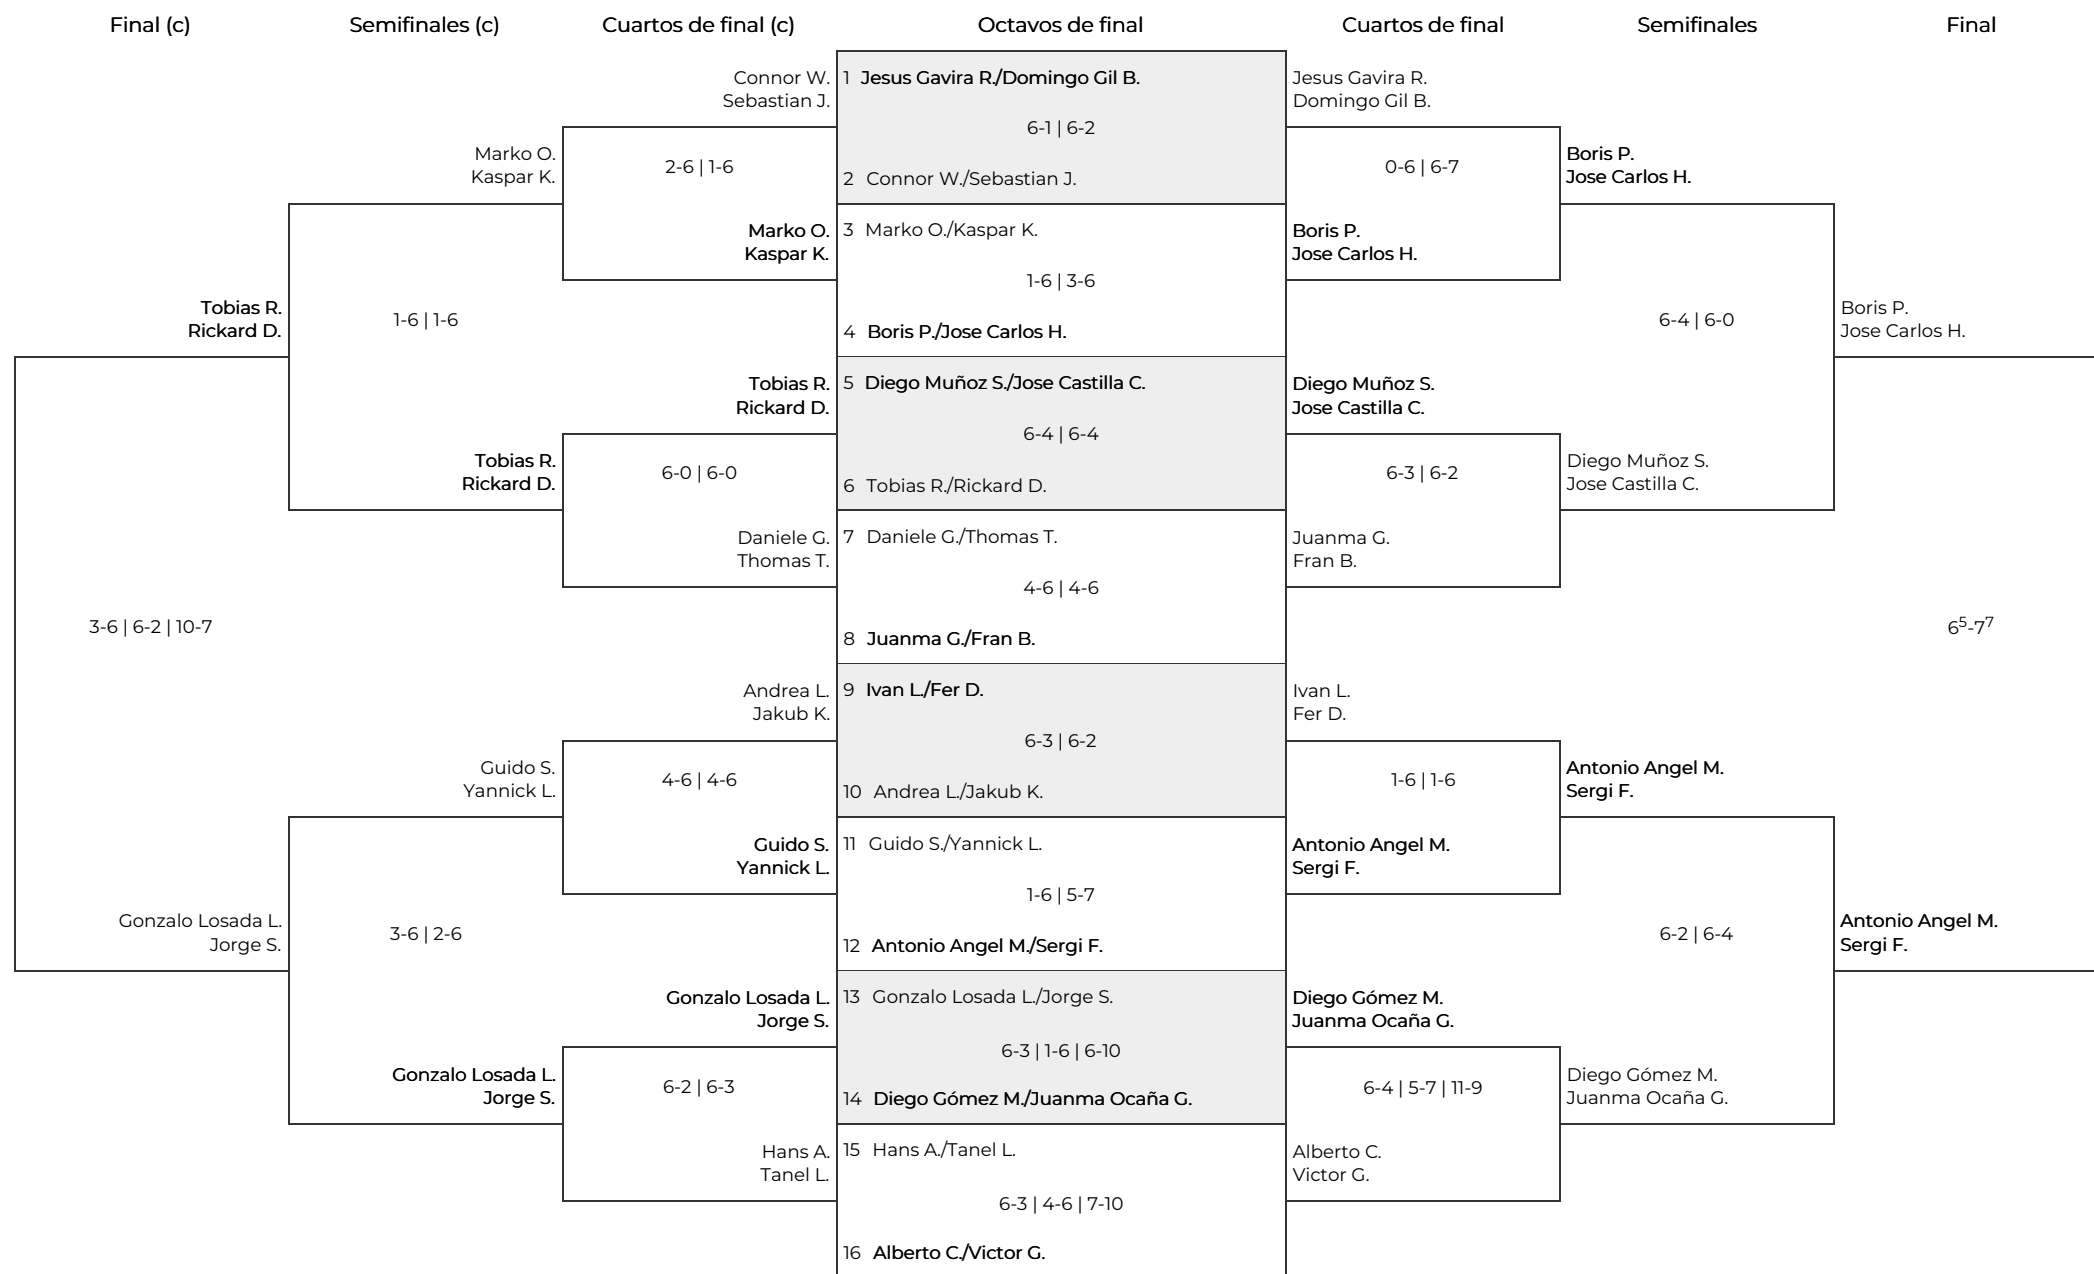 Final (c)
Semifinales (c)
Cuartos de final (c)
Octavos de final
Cuartos de final
Semifinales
Final
Tobias R.
Rickard D.
3-6 | 6-2 | 10-7
Gonzalo Losada L.
Jorge S.
Marko O.
Kaspar K.
1-6 | 1-6
Tobias R.
Rickard D.
Guido S.
Yannick L.
3-6 | 2-6
Gonzalo Losada L.
Jorge S.
Connor W.
Sebastian J.
2-6 | 1-6
Marko O.
Kaspar K.
Tobias R.
Rickard D.
6-0 | 6-0
Daniele G.
Thomas T.
Andrea L.
Jakub K.
4-6 | 4-6
Guido S.
Yannick L.
Gonzalo Losada L.
Jorge S.
6-2 | 6-3
Hans A.
Tanel L.
1 Jesus Gavira R./Domingo Gil B.
6-1 | 6-2
2 Connor W./Sebastian J.
3 Marko O./Kaspar K.
1-6 | 3-6
4 Boris P./Jose Carlos H.
5 Diego Muñoz S./Jose Castilla C.
6-4 | 6-4
6 Tobias R./Rickard D.
7 Daniele G./Thomas T.
4-6 | 4-6
8 Juanma G./Fran B.
9 Ivan L./Fer D.
6-3 | 6-2
10 Andrea L./Jakub K.
11 Guido S./Yannick L.
1-6 | 5-7
12 Antonio Angel M./Sergi F.
13 Gonzalo Losada L./Jorge S.
6-3 | 1-6 | 6-10
14 Diego Gómez M./Juanma Ocaña G.
15 Hans A./Tanel L.
6-3 | 4-6 | 7-10
16 Alberto C./Victor G.
Jesus Gavira R.
Domingo Gil B.
0-6 | 6-7
Boris P.
Jose Carlos H.
Diego Muñoz S.
Jose Castilla C.
6-3 | 6-2
Juanma G.
Fran B.
Ivan L.
Fer D.
1-6 | 1-6
Antonio Angel M.
Sergi F.
Diego Gómez M.
Juanma Ocaña G.
6-4 | 5-7 | 11-9
Alberto C.
Victor G.
Boris P.
Jose Carlos H.
6-4 | 6-0
Diego Muñoz S.
Jose Castilla C.
Antonio Angel M.
Sergi F.
6-2 | 6-4
Diego Gómez M.
Juanma Ocaña G.
Boris P.
Jose Carlos H.
6⁵-7⁷
Antonio Angel M.
Sergi F.